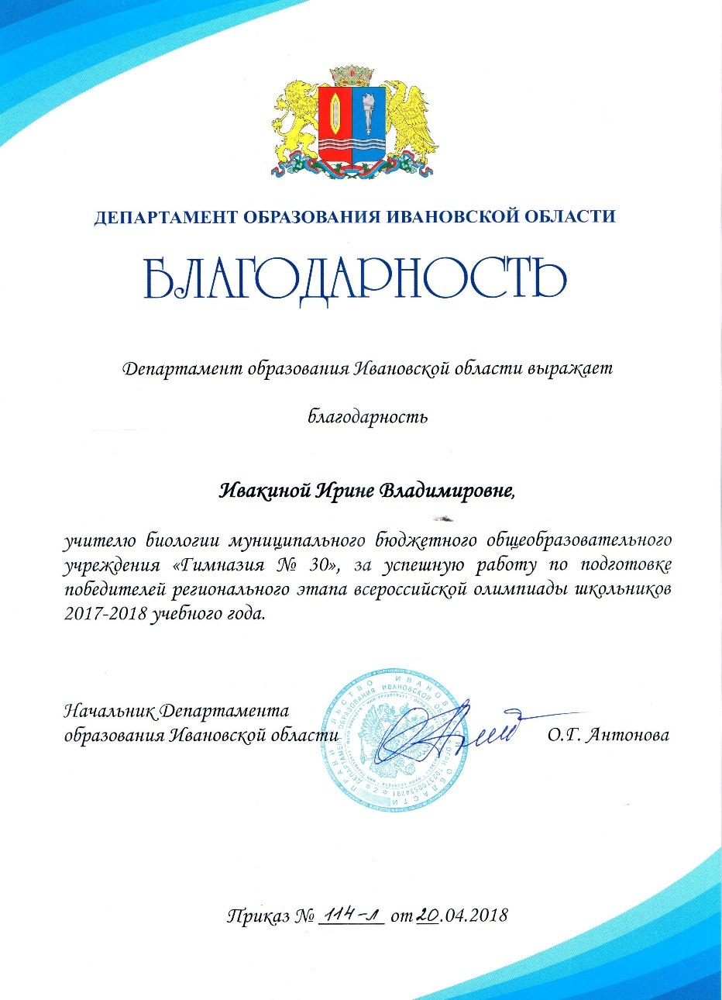 ДЕПАРТАМЕНТ ОБРАЗОВАНИЯ ИВАНОВСКОЙ ОБЛАСТИ
БЛАГОДАРНОСТЬ
Департамент образования Ивановской области выражает
благодарность
Ивакиной Ирине Владимировне,
учителю биологии муниципального бюджетного общеобразовательного
учреждения «Гимназия № 30», за успешную работу по подготовке
победителей регионального этапа всероссийской олимпиады школьников
2017-2018 учебного года.
Начальник Департамента
образования Ивановской области
О.Г. Антонова
Приказ № 114-л от 20.04.2018